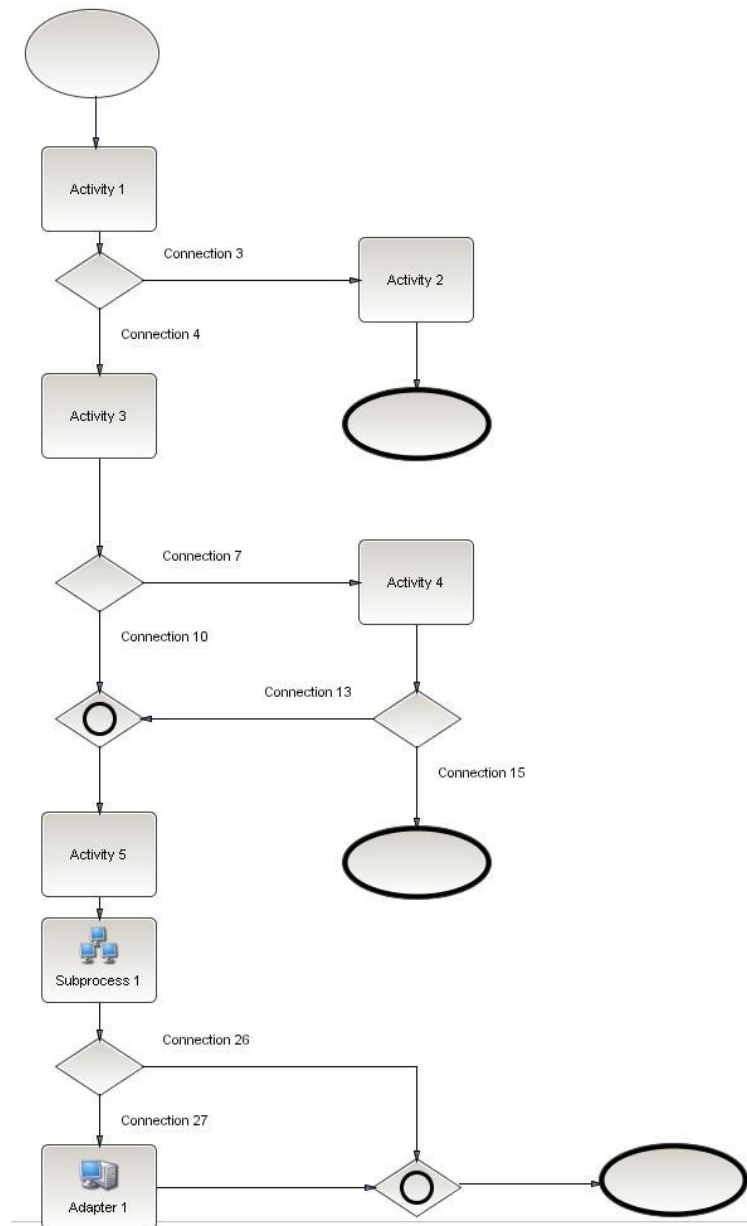 Activity 1
Connection 3
Activity 2
Connection 4
Activity 3
Connection 7
Activity 4
Connection 10
Connection 13
Connection 15
Activity 5
Subprocess 1
Connection 26
Connection 27
Adapter 1